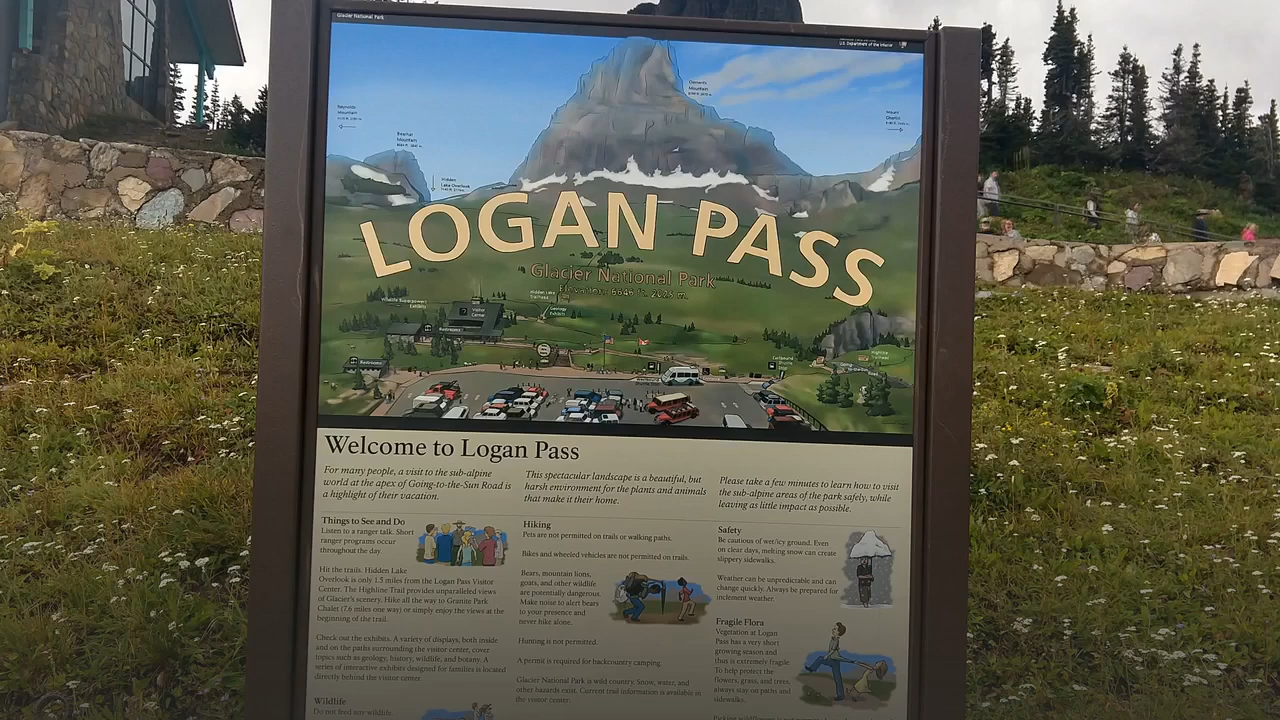 Glacier National Park
U.S. Department of the Interior
Reynolds
Mountain
Bearhat
Mountain
Hidden
Lake Overlook
Clements
Mountain
Mount
Oberlin
LOGAN PASS
Glacier National Park
Elevation: 6646 ft. 2025 m.
Wildlife Superpowers
Exhibits
Visitor
Center
Restrooms
Hidden Lake
Trailhead
Geology
Exhibits
Restrooms
Highline
Trailhead
Welcome to Logan Pass
For many people, a visit to the sub-alpine
world at the apex of Going-to-the-Sun Road is
a highlight of their vacation.
This spectacular landscape is a beautiful, but
harsh environment for the plants and animals
that make it their home.
Please take a few minutes to learn how to visit
the sub-alpine areas of the park safely, while
leaving as little impact as possible.
Things to See and Do
Listen to a ranger talk. Short
ranger programs occur
throughout the day.
Hit the trails. Hidden Lake
Overlook is only 1.5 miles from the Logan Pass Visitor
Center. The Highline Trail provides unparalleled views
of Glacier's scenery. Hike all the way to Granite Park
Chalet (7.6 miles one way) or simply enjoy the views at the
beginning of the trail.
Check out the exhibits. A variety of displays, both inside
and on the paths surrounding the visitor center, cover
topics such as geology, history, wildlife, and botany. A
series of interactive exhibits designed for families is located
directly behind the visitor center.
Wildlife
Do not feed any wildlife.
Hiking
Pets are not permitted on trails or walking paths.
Bikes and wheeled vehicles are not permitted on trails.
Bears, mountain lions,
goats, and other wildlife
are potentially dangerous.
Make noise to alert bears
to your presence and
never hike alone.
Hunting is not permitted.
A permit is required for backcountry camping.
Glacier National Park is wild country. Snow, water, and
other hazards exist. Current trail information is available in
the visitor center.
Safety
Be cautious of wet/icy ground. Even
on clear days, melting snow can create
slippery sidewalks.
Weather can be unpredictable and can
change quickly. Always be prepared for
inclement weather.
Fragile Flora
Vegetation at Logan
Pass has a very short
growing season and
thus is extremely fragile.
To help protect the
flowers, grass, and trees,
always stay on paths and
sidewalks.